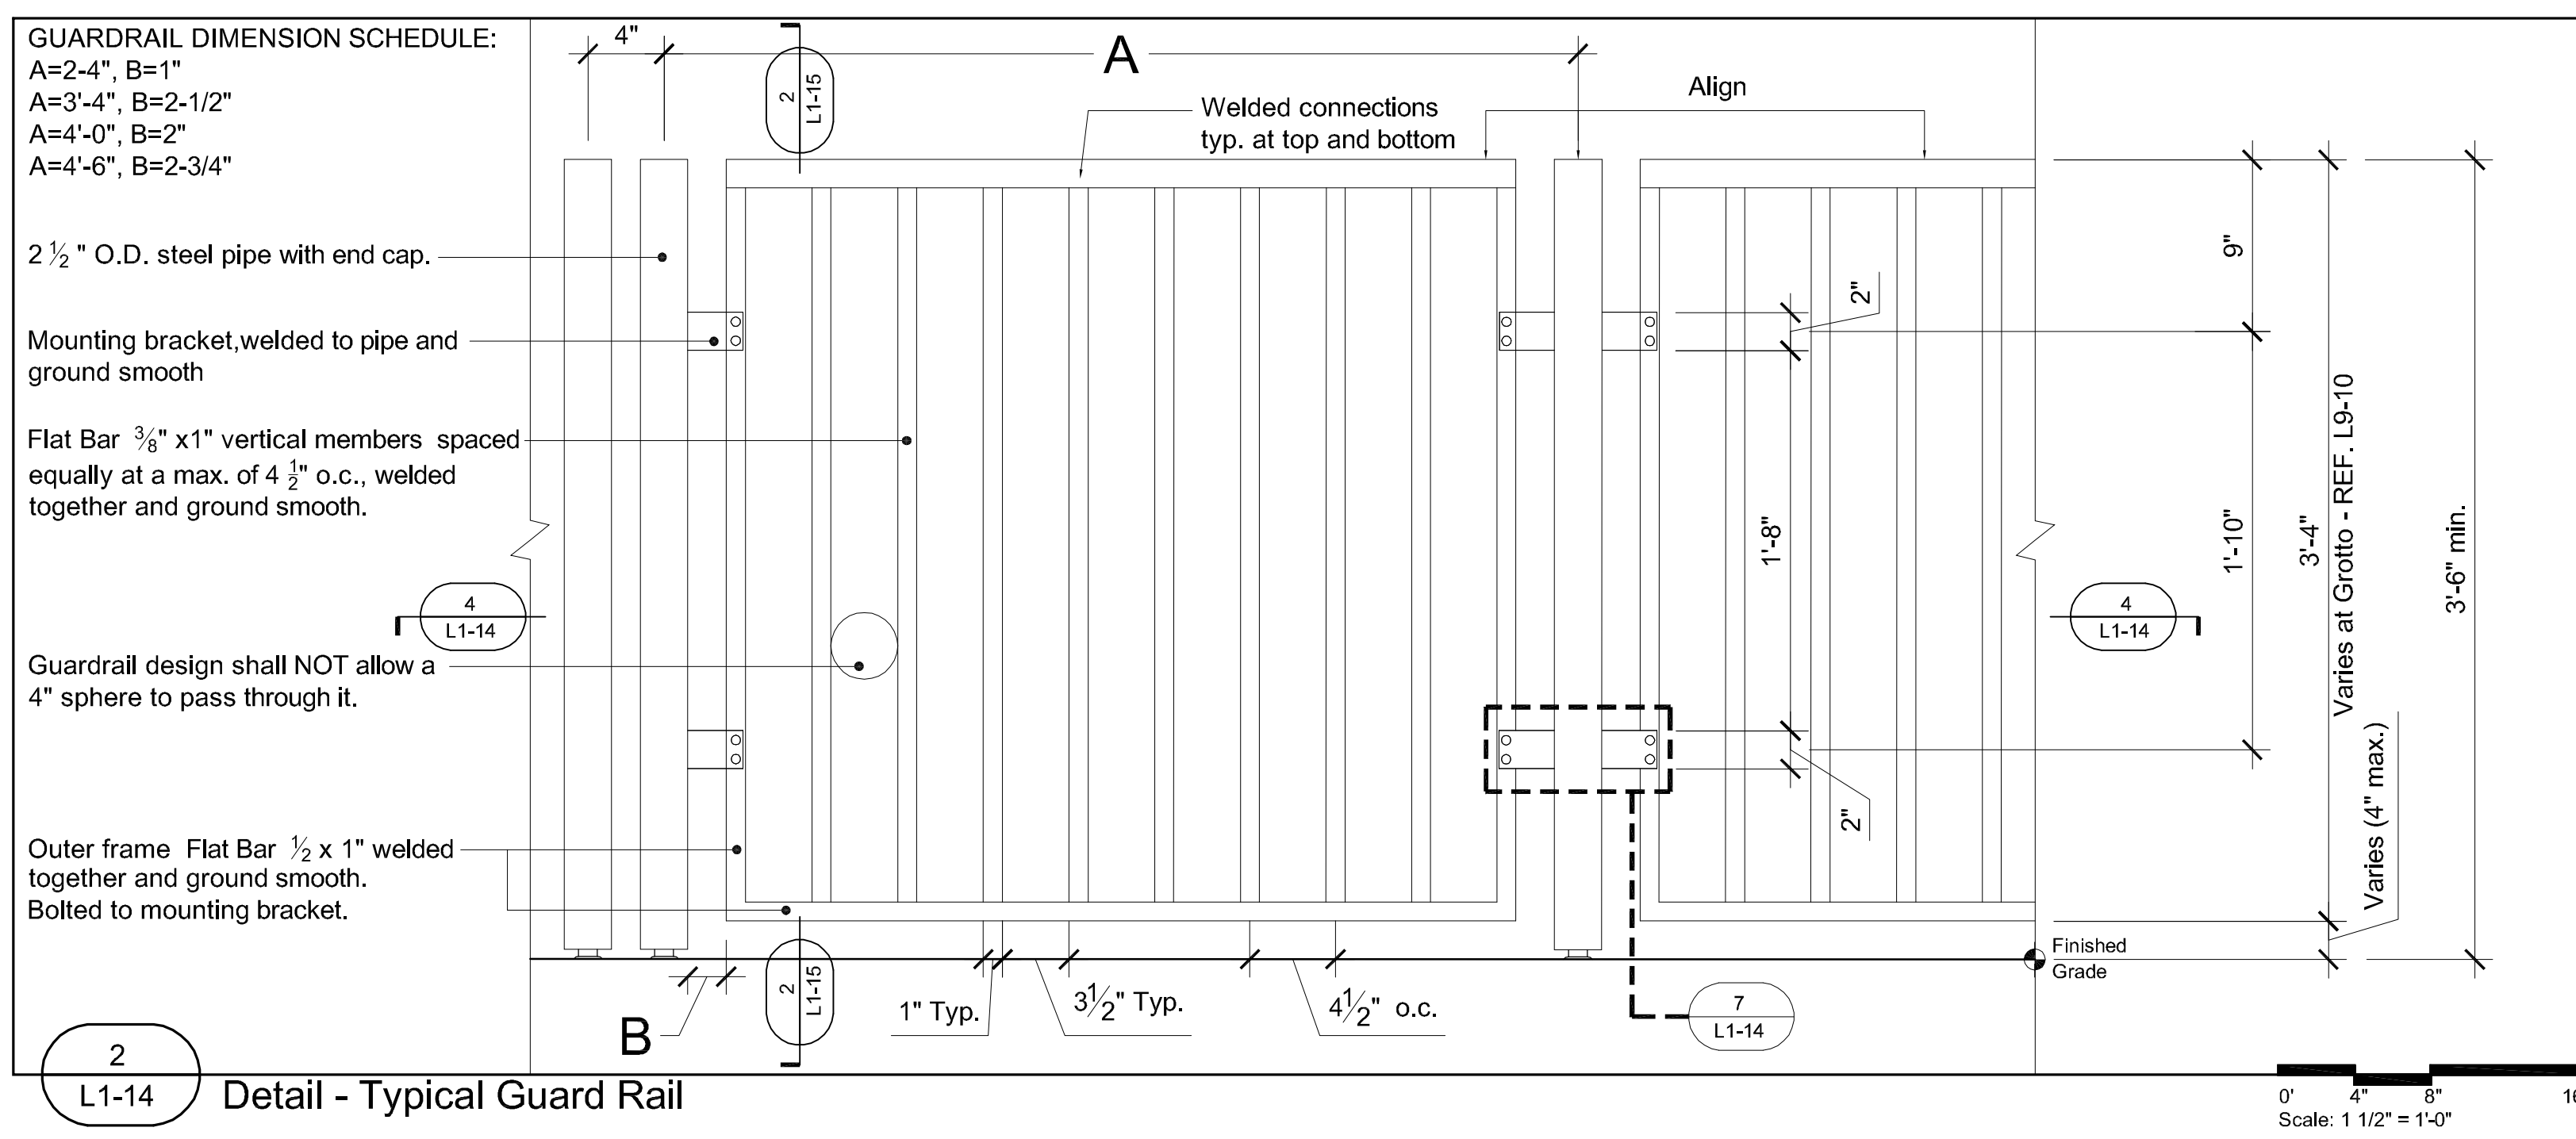 GUARDRAIL DIMENSION SCHEDULE:
A=2-4", B=1"
A=3'-4", B=2-1/2"
A=4'-0", B=2"
A=4'-6", B=2-3/4"
2 ½ " O.D. steel pipe with end cap.
Mounting bracket,welded to pipe and
ground smooth
Flat Bar ⅜" x1" vertical members spaced
equally at a max. of 4 ½" o.c., welded
together and ground smooth.
4
L1-14
Guardrail design shall NOT allow a
4" sphere to pass through it.
Outer frame Flat Bar ½ x 1" welded
together and ground smooth.
Bolted to mounting bracket.
4"
A
2
L1-15
Welded connections
typ. at top and bottom
Align
2"
1'-8"
2"
9"
1'-10"
3'-4"
Varies at Grotto - REF. L9-10
3'-6" min.
Varies (4" max.)
4
L1-14
Finished
Grade
B
2
L1-15
1" Typ.
3½" Typ.
4½" o.c.
7
L1-14
2
L1-14
Detail - Typical Guard Rail
0' 4" 8" 16
Scale: 1 1/2" = 1'-0"